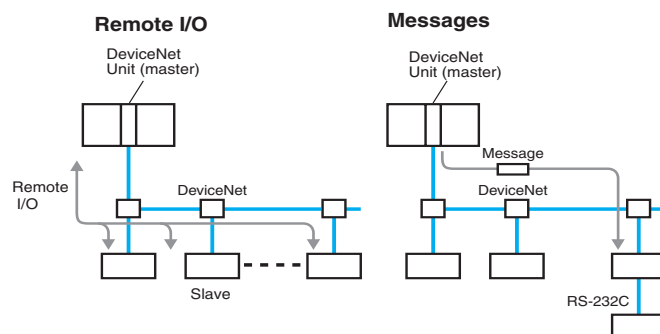 Remote I/O
DeviceNet
Unit (master)
Remote
I/O
DeviceNet
Slave
Messages
DeviceNet
Unit (master)
Message
DeviceNet
RS-232C